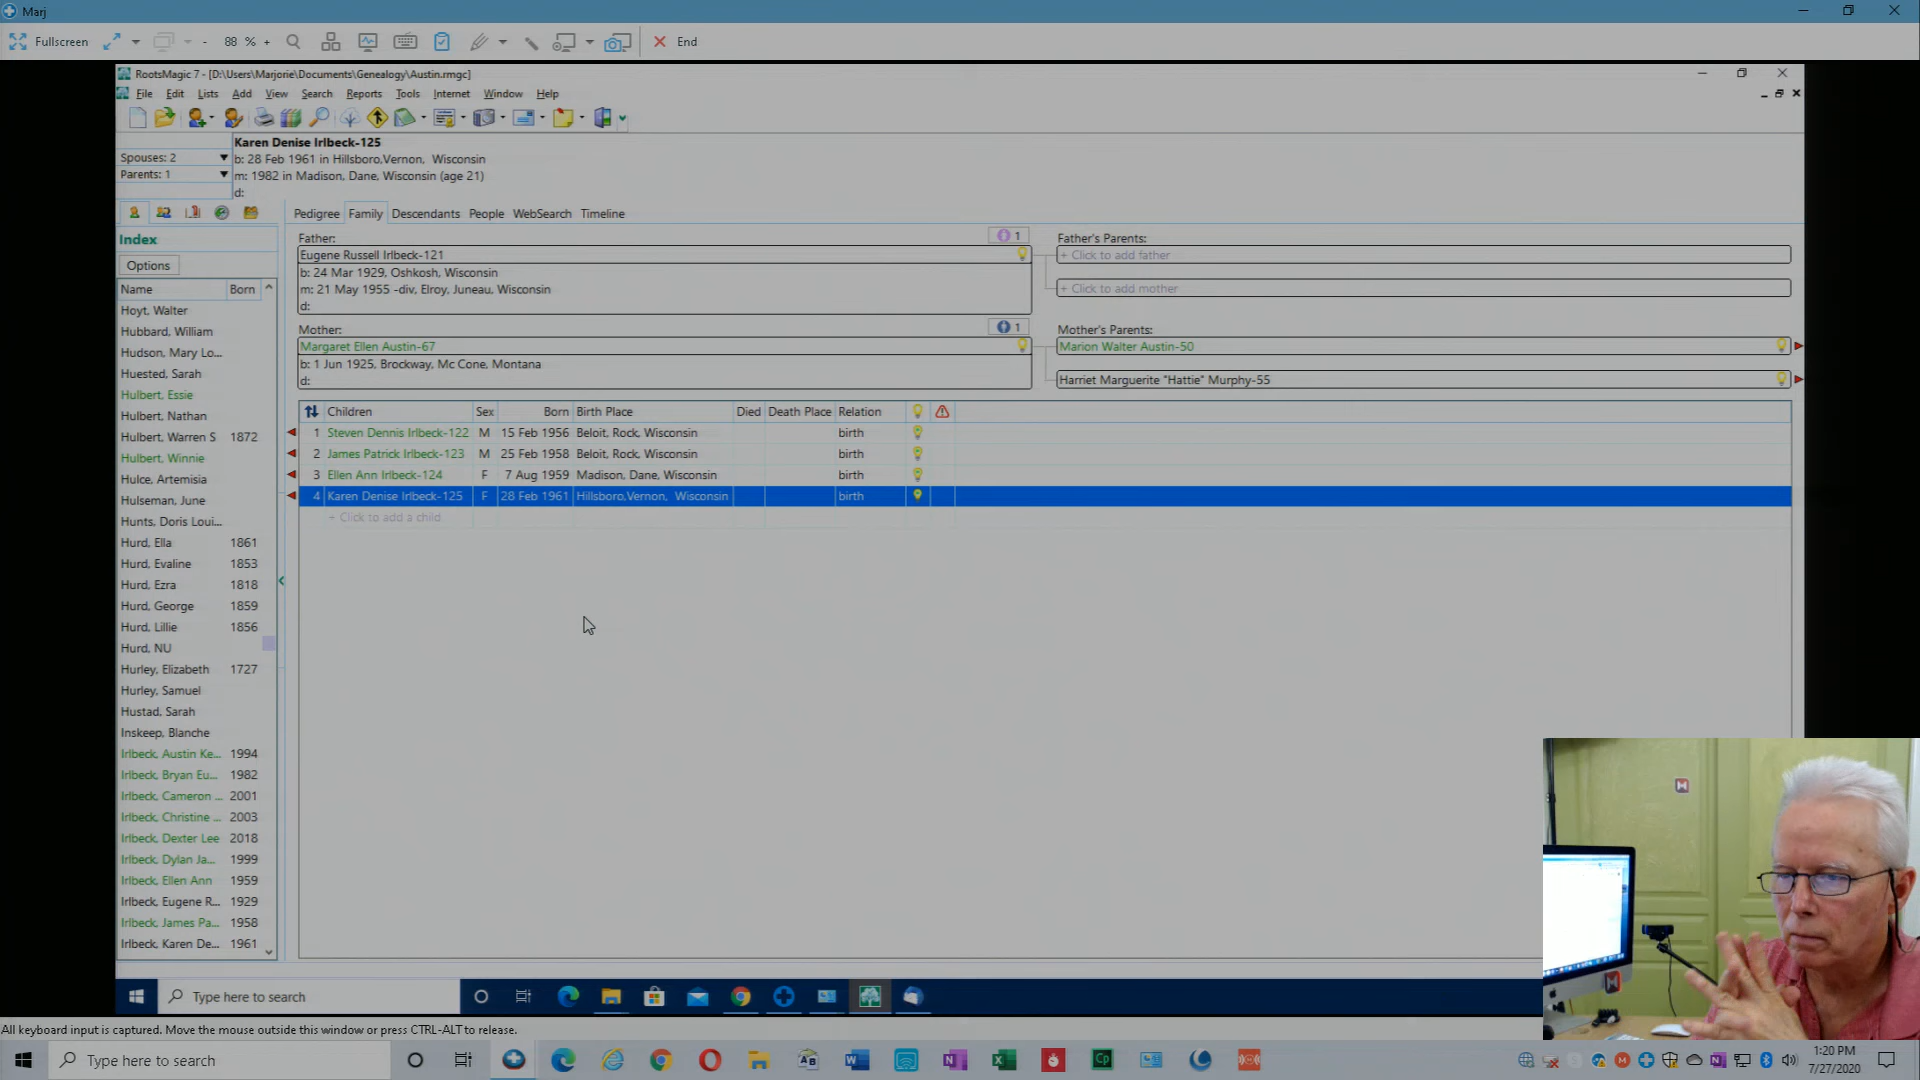 Marj
Fullscreen - 88 % + End
RootsMagic 7 - [D:\Users\Marjorie\Documents\Genealogy\Austin.rmgc]
File Edit Lists Add View Search Reports Tools Internet Window Help
Karen Denise Irlbeck-125
Spouses: 2
b: 28 Feb 1961 in Hillsboro,Vernon, Wisconsin
Parents: 1
m: 1982 in Madison, Dane, Wisconsin (age 21)
d:
Pedigree Family Descendants People WebSearch Timeline
Index
Options
Name Born
Hoyt, Walter
Hubbard, William
Hudson, Mary Lo...
Huested, Sarah
Hulbert, Essie
Hulbert, Nathan
Hulbert, Warren S 1872
Hulbert, Winnie
Hulce, Artemisia
Hulseman, June
Hunts, Doris Loui...
Hurd, Ella 1861
Hurd, Evaline 1853
Hurd, Ezra 1818
Hurd, George 1859
Hurd, Lillie 1856
Hurd, NU
Hurley, Elizabeth 1727
Hurley, Samuel
Hustad, Sarah
Inskeep, Blanche
Irlbeck, Austin Ke... 1994
Irlbeck, Bryan Eu... 1982
Irlbeck, Cameron ... 2001
Irlbeck, Christine ... 2003
Irlbeck, Dexter Lee 2018
Irlbeck, Dylan Ja... 1999
Irlbeck, Ellen Ann 1959
Irlbeck, Eugene R... 1929
Irlbeck, James Pa... 1958
Irlbeck, Karen De... 1961
Father: 1
Eugene Russell Irlbeck-121
b: 24 Mar 1929, Oshkosh, Wisconsin
m: 21 May 1955 -div, Elroy, Juneau, Wisconsin
d:
Father's Parents:
+ Click to add father
+ Click to add mother
Mother: 1
Margaret Ellen Austin-67
b: 1 Jun 1925, Brockway, Mc Cone, Montana
d:
Mother's Parents:
Marion Walter Austin-50
Harriet Marguerite "Hattie" Murphy-55
Children Sex Born Birth Place Died Death Place Relation
1 Steven Dennis Irlbeck-122 M 15 Feb 1956 Beloit, Rock, Wisconsin birth
2 James Patrick Irlbeck-123 M 25 Feb 1958 Beloit, Rock, Wisconsin birth
3 Ellen Ann Irlbeck-124 F 7 Aug 1959 Madison, Dane, Wisconsin birth
4 Karen Denise Irlbeck-125 F 28 Feb 1961 Hillsboro,Vernon, Wisconsin birth
+ Click to add a child
Type here to search
All keyboard input is captured. Move the mouse outside this window or press CTRL-ALT to release.
Type here to search
1:20 PM
7/27/2020